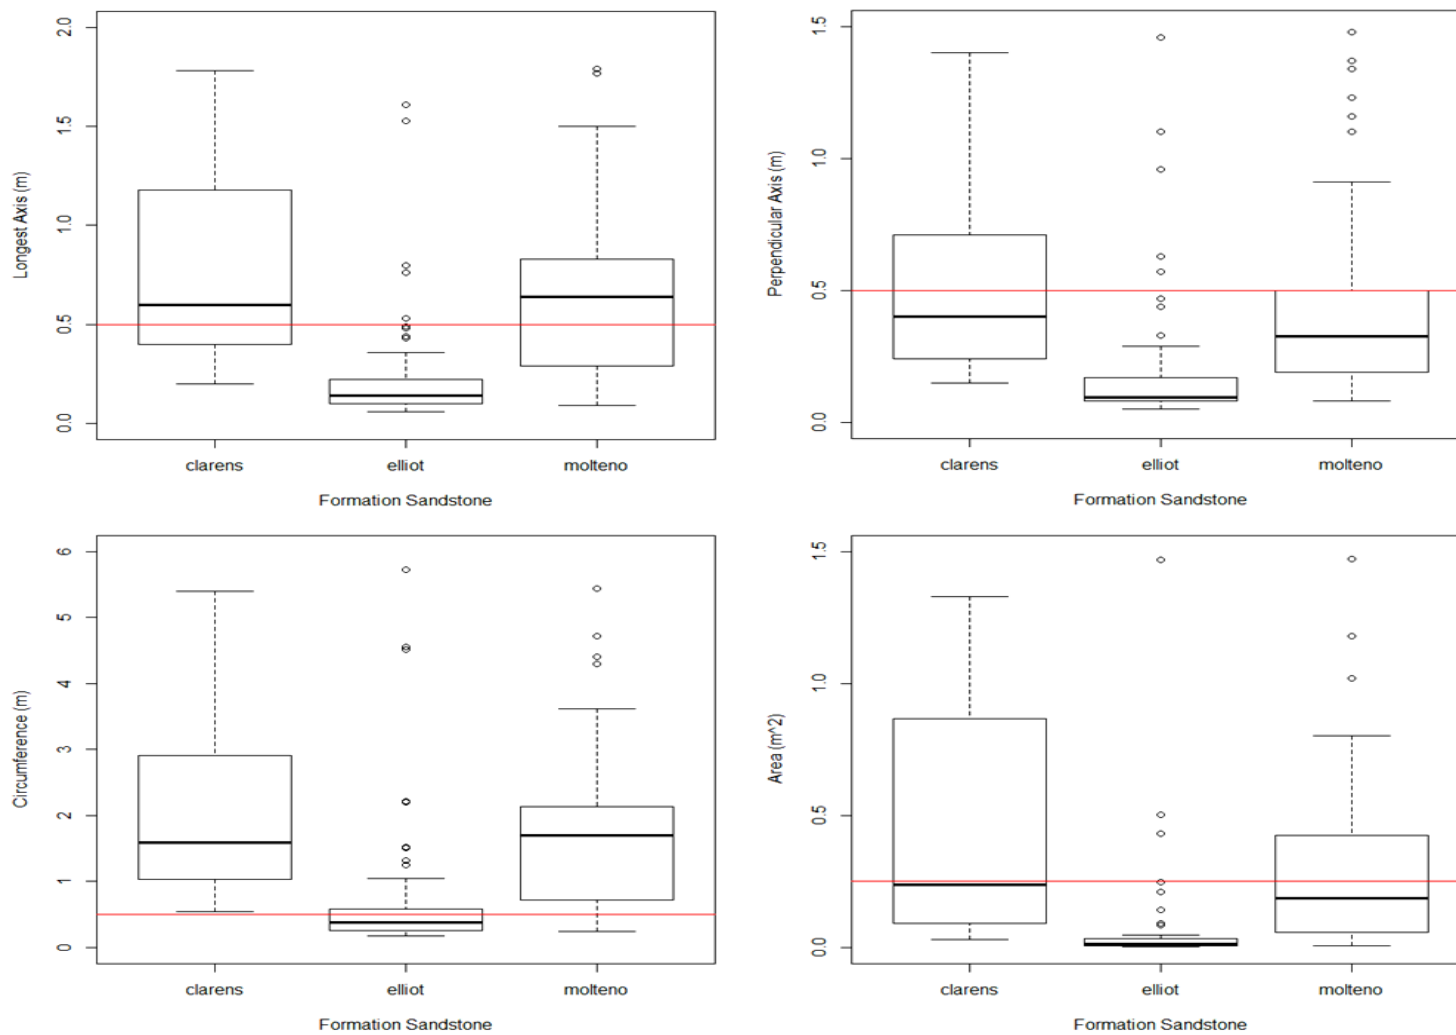 Longest Axis (m)
2.0
1.5
1.0
0.5
0.0
clarens elliot molteno
Formation Sandstone
Perpendicular Axis (m)
1.5
1.0
0.5
0.0
clarens elliot molteno
Formation Sandstone
Circumference (m)
6
5
4
3
2
1
0
clarens elliot molteno
Formation Sandstone
Area (m^2)
1.5
1.0
0.5
0.0
clarens elliot molteno
Formation Sandstone